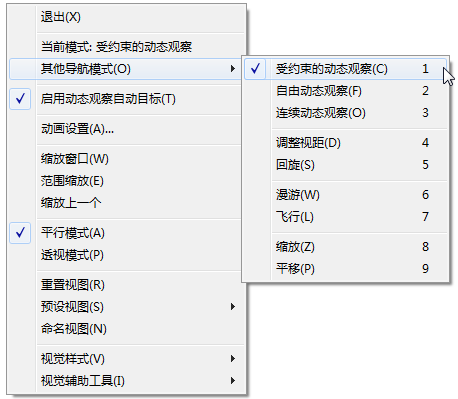 退出(X)
当前模式: 受约束的动态观察
其他导航模式(O)
启用动态观察自动目标(T)
动画设置(A)...
缩放窗口(W)
范围缩放(E)
缩放上一个
平行模式(A)
透视模式(P)
重置视图(R)
预设视图(S)
命名视图(N)
视觉样式(V)
视觉辅助工具(I)
受约束的动态观察(C) 1
自由动态观察(F) 2
连续动态观察(O) 3
调整视距(D) 4
回旋(S) 5
漫游(W) 6
飞行(L) 7
缩放(Z) 8
平移(P) 9